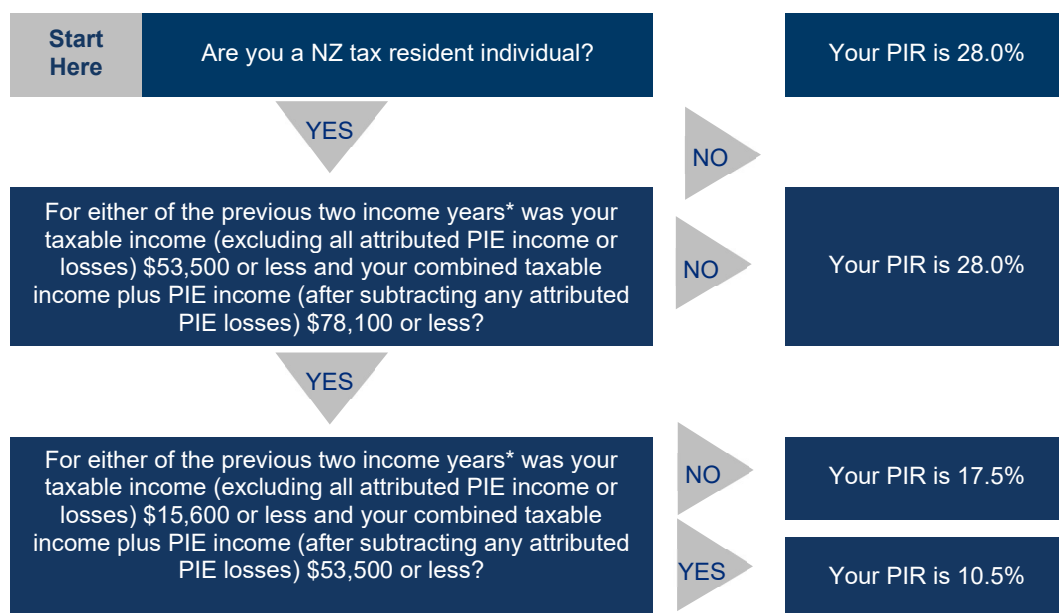 Start
Here
Are you a NZ tax resident individual?
Your PIR is 28.0%
YES
NO
For either of the previous two income years* was your
taxable income (excluding all attributed PIE income or
losses) $53,500 or less and your combined taxable
income plus PIE income (after subtracting any attributed
PIE losses) $78,100 or less?
NO
Your PIR is 28.0%
YES
For either of the previous two income years* was your
taxable income (excluding all attributed PIE income or
losses) $15,600 or less and your combined taxable
income plus PIE income (after subtracting any attributed
PIE losses) $53,500 or less?
NO
Your PIR is 17.5%
YES
Your PIR is 10.5%